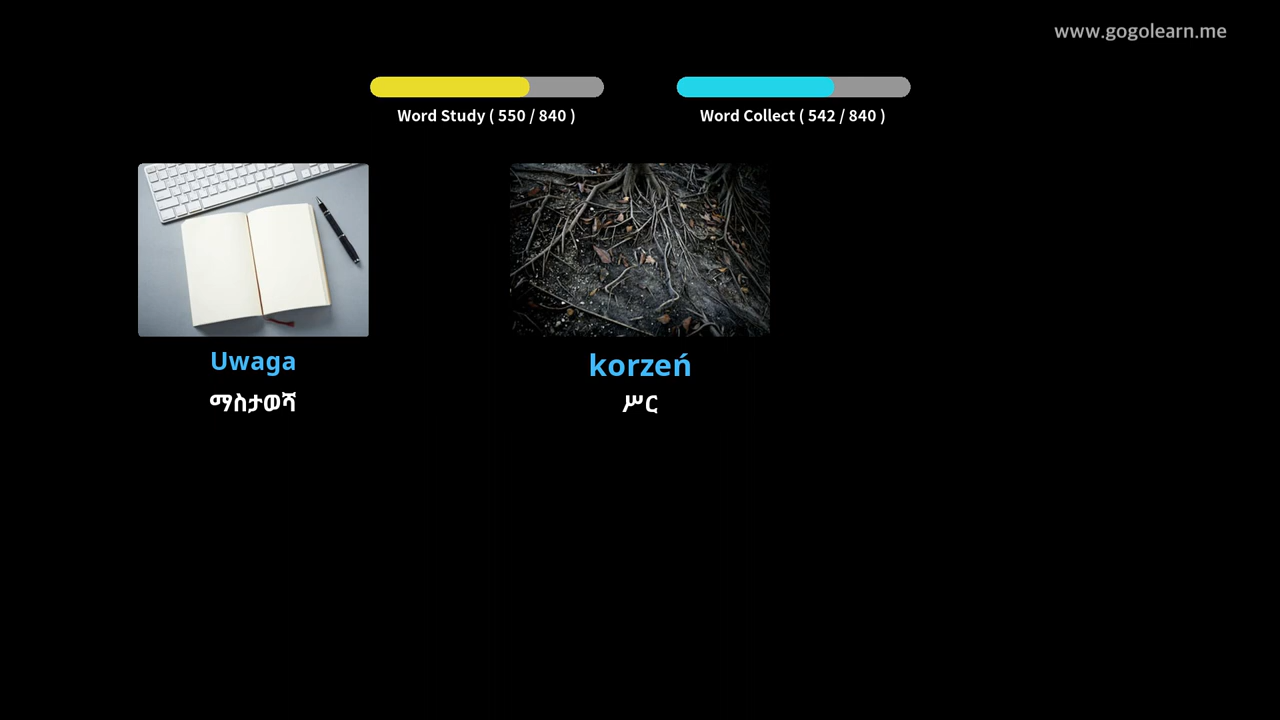 www.gogolearn.me
Word Study ( 550 / 840 )
Word Collect ( 542 / 840 )
Uwaga
ማስታወሻ
korzeń
ሥር